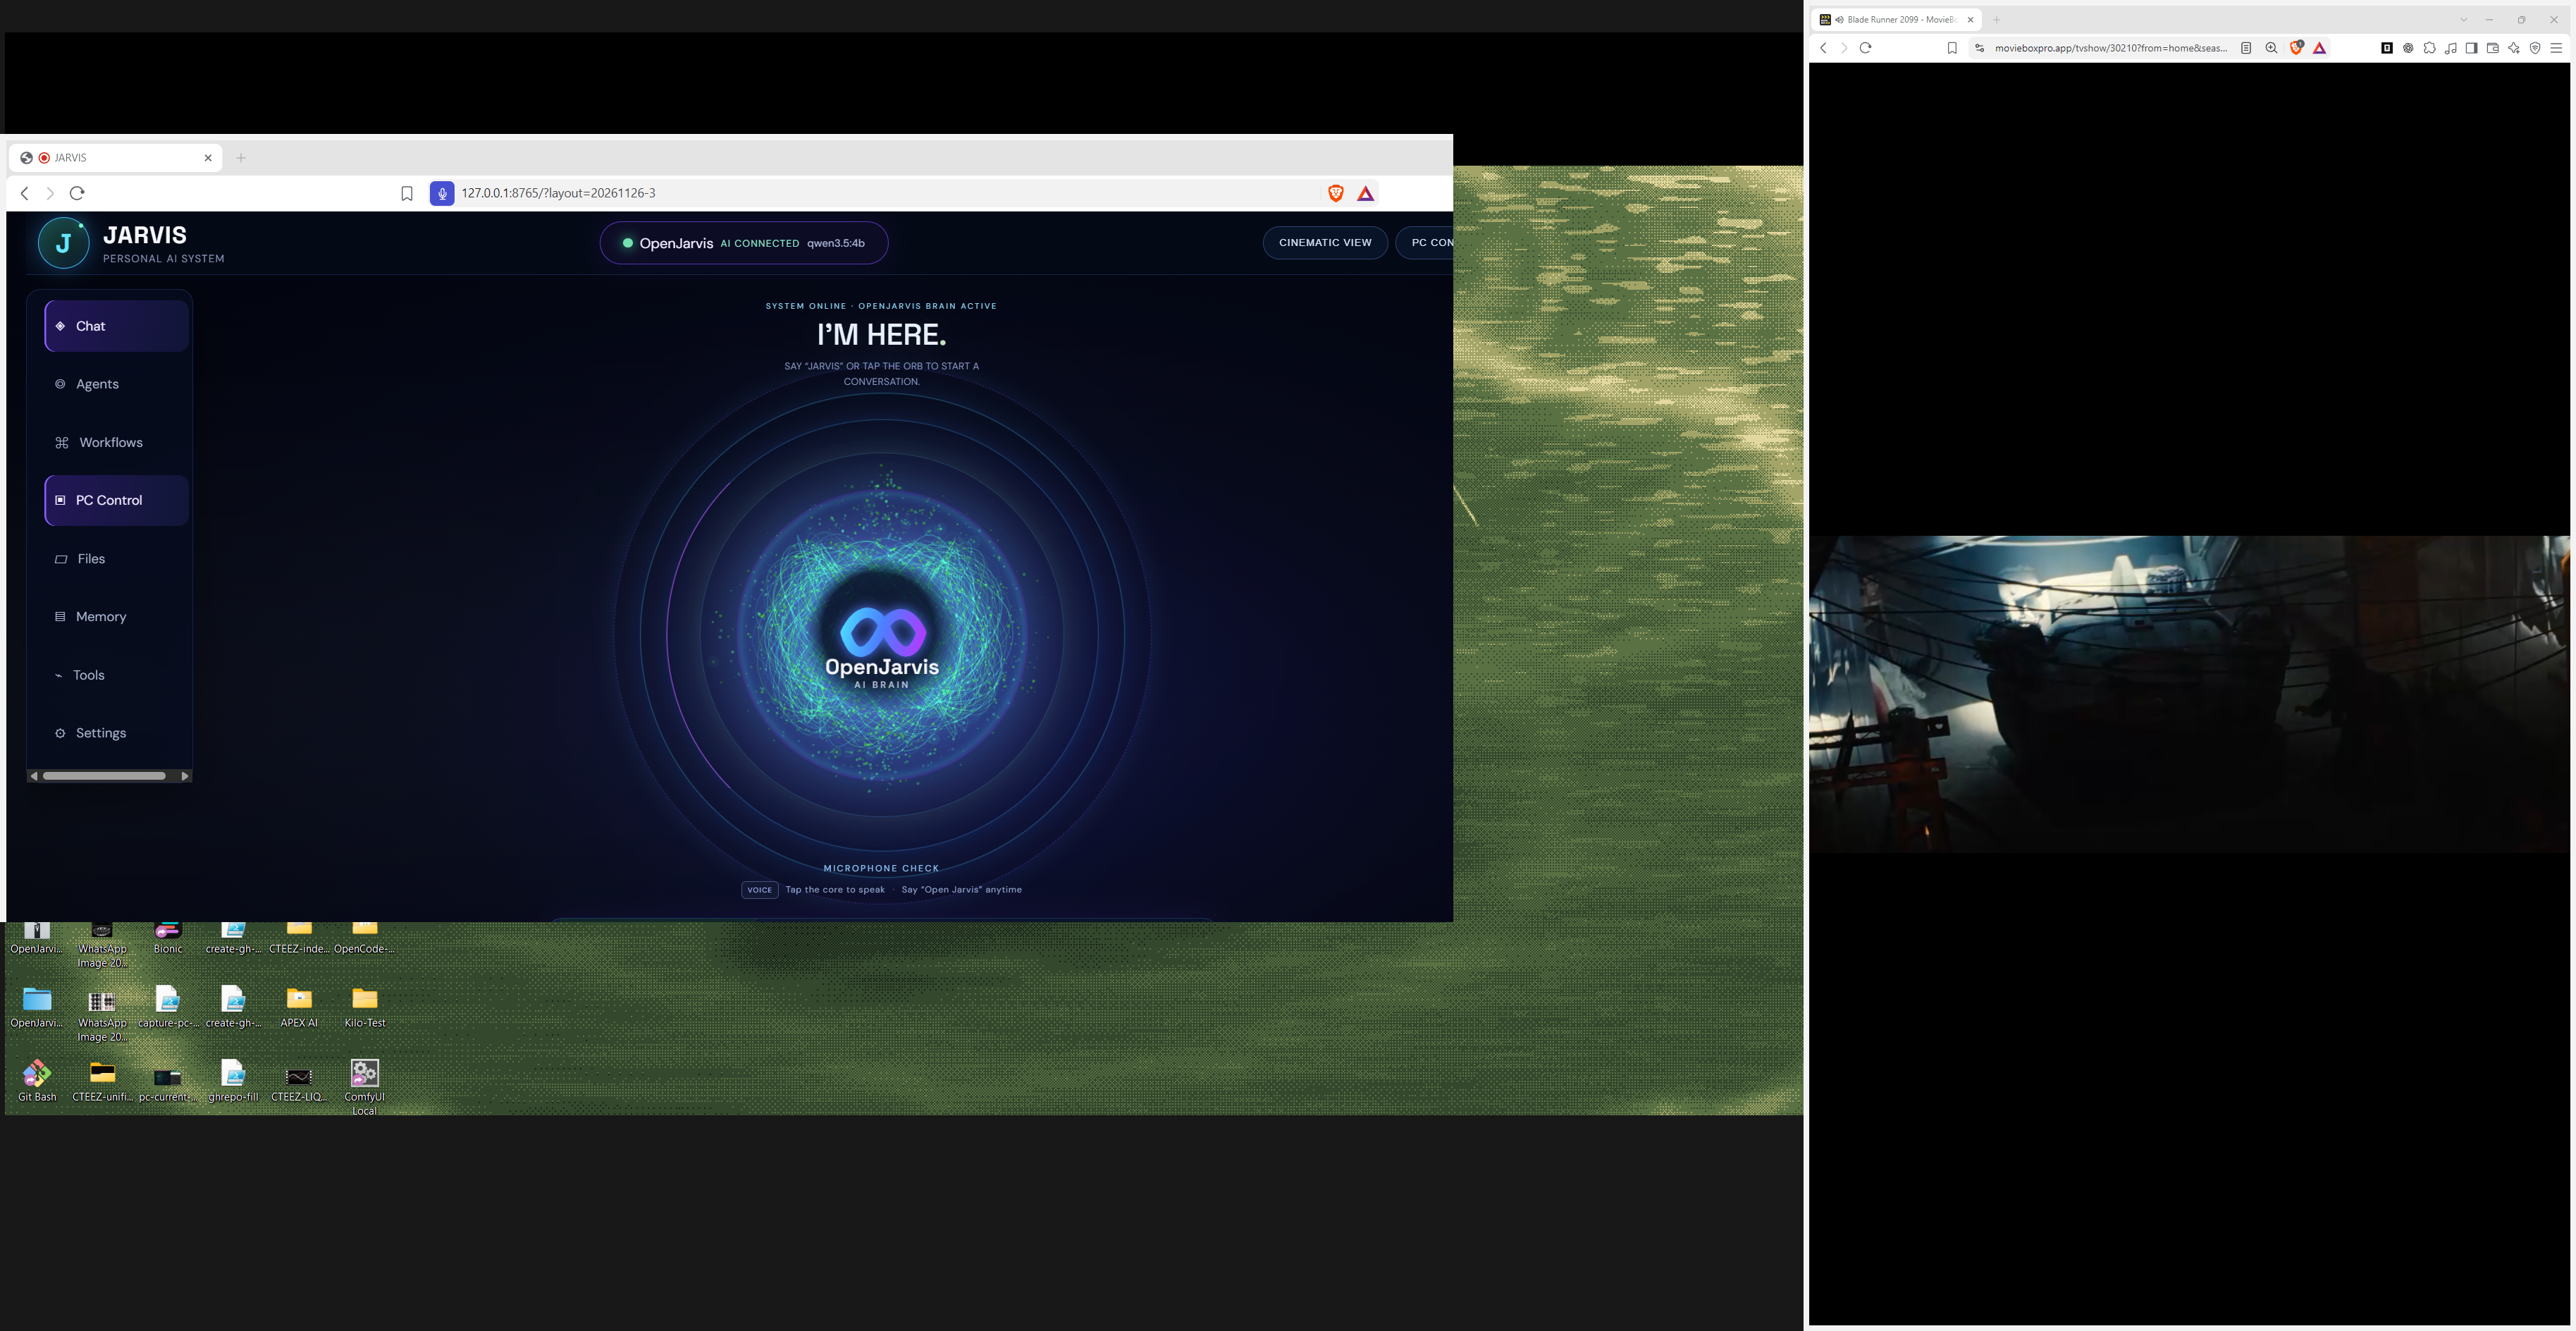 JARVIS
127.0.0.1:8765/?layout=20261126-3
J
JARVIS
PERSONAL AI SYSTEM
OpenJarvis AI CONNECTED qwen3.5:4b
CINEMATIC VIEW
PC CON
Chat
Agents
Workflows
PC Control
Files
Memory
Tools
Settings
SYSTEM ONLINE · OPENJARVIS BRAIN ACTIVE
I'M HERE.
SAY "JARVIS" OR TAP THE ORB TO START A
CONVERSATION.
OpenJarvis
AI BRAIN
MICROPHONE CHECK
VOICE Tap the core to speak · Say "Open Jarvis" anytime
OpenJarvi...
WhatsApp
Image 20...
Bionic
create-gh-...
CTEEZ-inde...
OpenCode-...
OpenJarvi...
WhatsApp
Image 20...
capture-pc-...
create-gh-...
APEX AI
Kilo-Test
Git Bash
CTEEZ-unifi...
pc-current-...
ghrepo-fill
CTEEZ-LIQ...
ComfyUI
Local
Blade Runner 2099 - MovieBo
movieboxpro.app/tvshow/30210?from=home&seas...